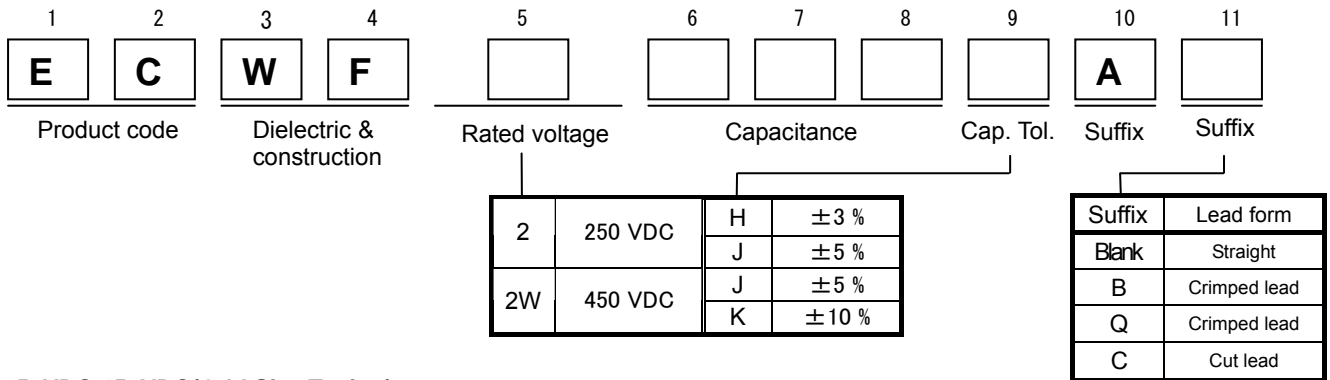 1 2 3 4 5 6 7 8 9 10 11
E C W F A
Product code Dielectric & construction Rated voltage Capacitance Cap. Tol. Suffix Suffix
2 250 VDC H ±3 %
J ±5 %
2W 450 VDC J ±5 %
K ±10 %
Suffix Lead form
Blank Straight
B Crimped lead
Q Crimped lead
C Cut lead